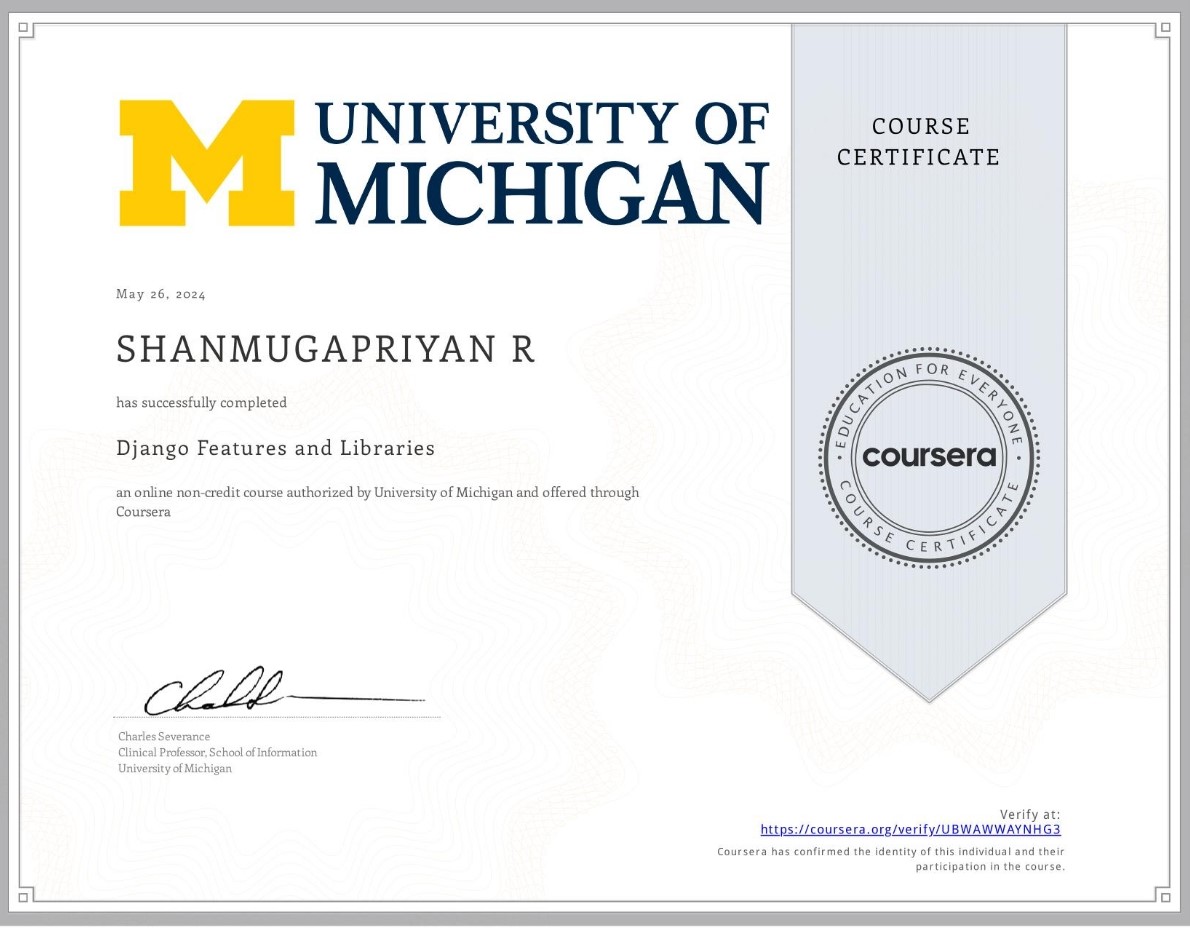 M
UNIVERSITY OF
MICHIGAN
COURSE
CERTIFICATE
May 26, 2024
SHANMUGAPRIYAN R
has successfully completed
Django Features and Libraries
an online non-credit course authorized by University of Michigan and offered through
Coursera
EDUCATION FOR EVERYONE
coursera
COURSE CERTIFICATE
Charles Severance
Clinical Professor, School of Information
University of Michigan
Verify at:
https://coursera.org/verify/UBWAWWAYNHG3
Coursera has confirmed the identity of this individual and their
participation in the course.